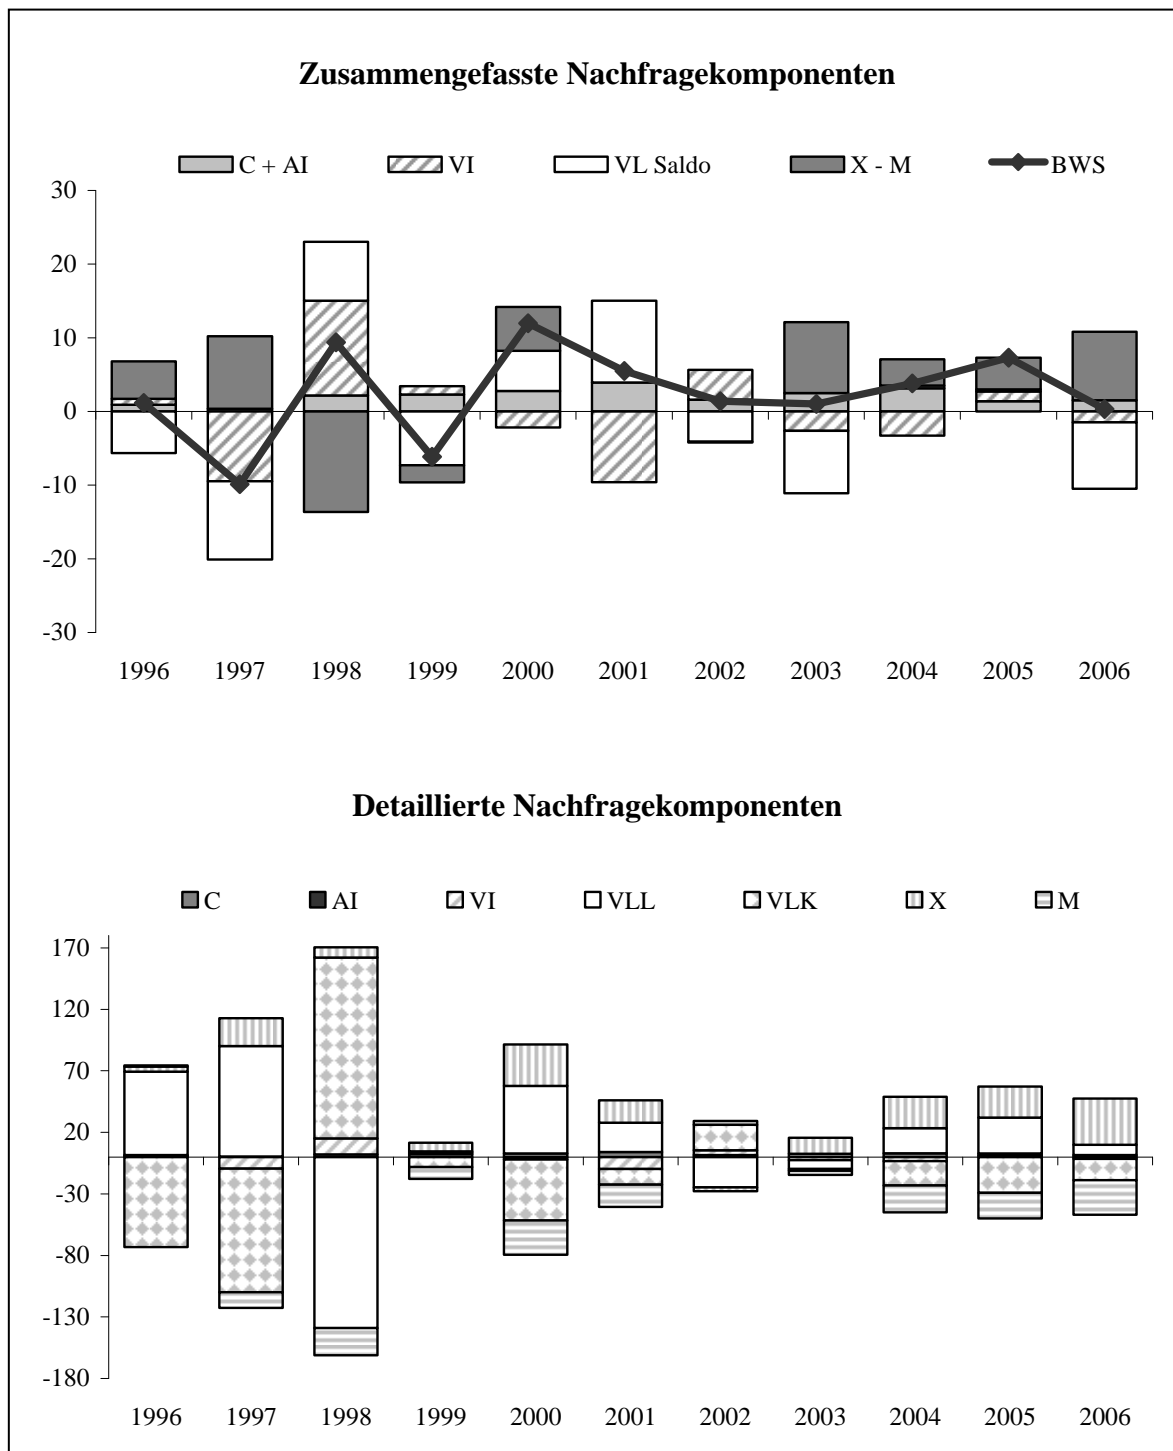 Zusammengefasste Nachfragekomponenten
C + AI VI VL Saldo X - M BWS
30
20
10
0
-10
-20
-30
1996 1997 1998 1999 2000 2001 2002 2003 2004 2005 2006
Detaillierte Nachfragekomponenten
C AI VI VLL VLK X M
170
120
70
20
-30
-80
-130
-180
1996 1997 1998 1999 2000 2001 2002 2003 2004 2005 2006